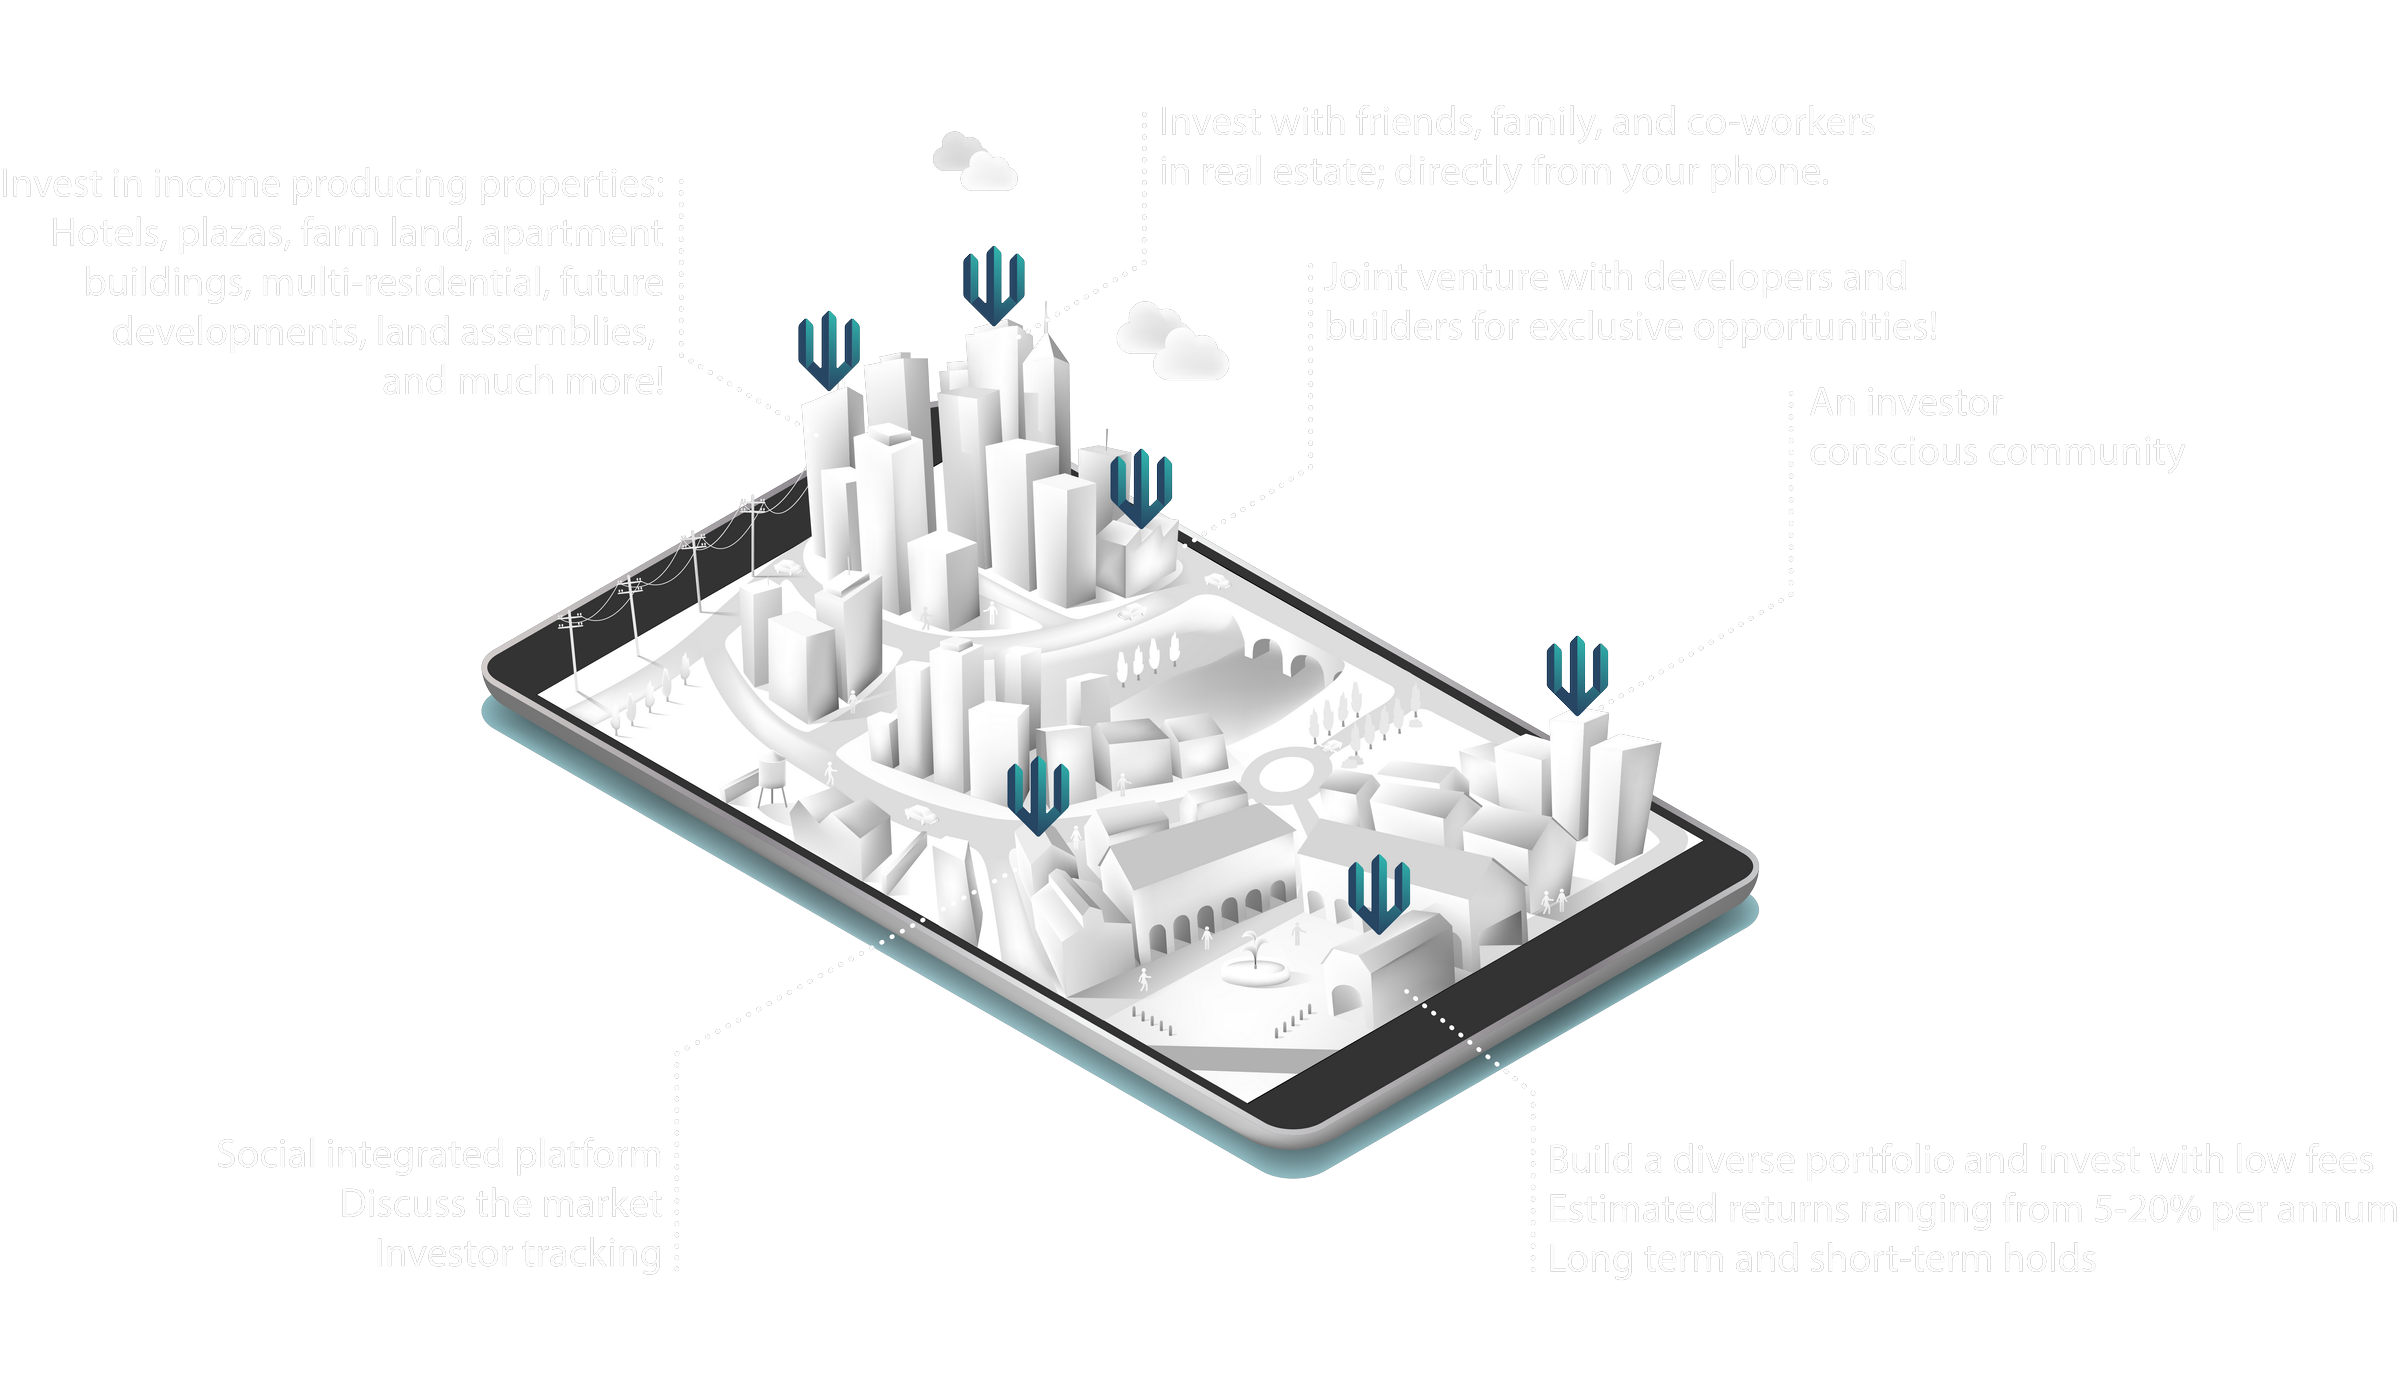 Invest with friends, family, and co-workers
in real estate; directly from your phone.
Invest in income producing properties:
Hotels, plazas, farm land, apartment
buildings, multi-residential, future
developments, land assemblies,
and much more!
Joint venture with developers and
builders for exclusive opportunities!
An investor
conscious community
Social integrated platform
Discuss the market
Investor tracking
Build a diverse portfolio and invest with low fees
Estimated returns ranging from 5-20% per annum
Long term and short-term holds